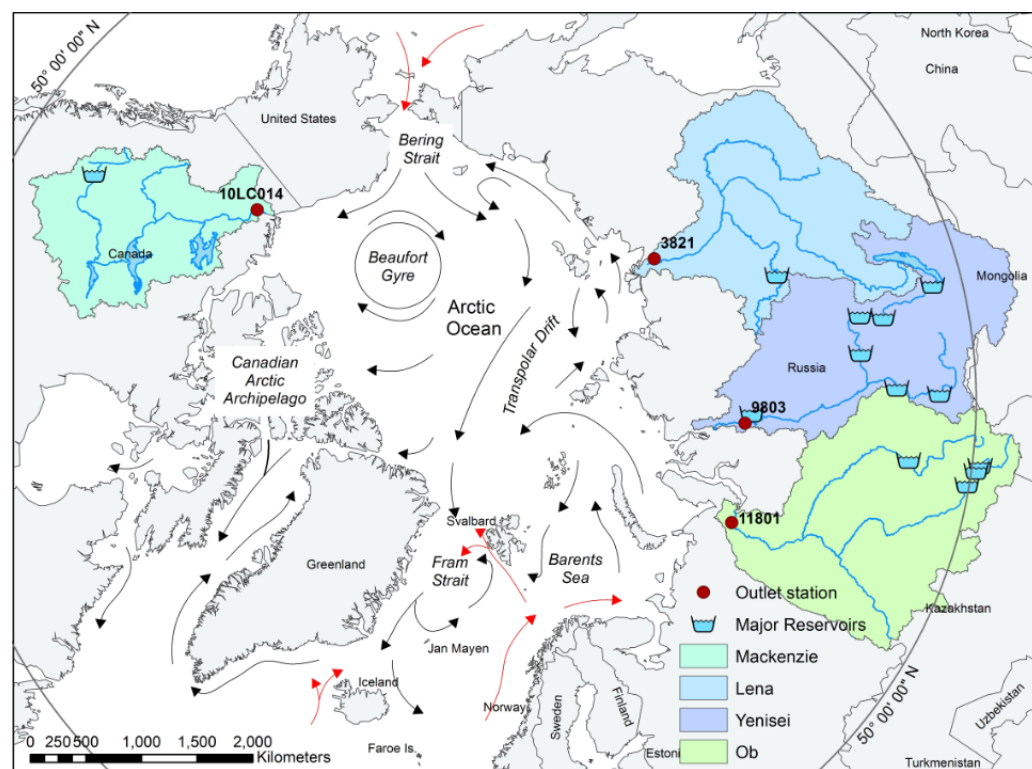 50° 00' 00" N
North Korea
China
United States
Bering
Strait
10LC014
Canada
Beaufort
Gyre
3821
Mongolia
Arctic
Ocean
Transpolar Drift
Russia
Canadian
Arctic
Archipelago
9803
11801
Svalbard
Greenland
Fram
Strait
Barents
Sea
Jan Mayen
Iceland
Norway
Sweden
Finland
Faroe Is.
Estoni
Kazakhstan
50° 00' 00" N
Uzbekistan
Turkmenistan
Outlet station
Major Reservoirs
Mackenzie
Lena
Yenisei
Ob
0 250 500 1,000 1,500 2,000
Kilometers